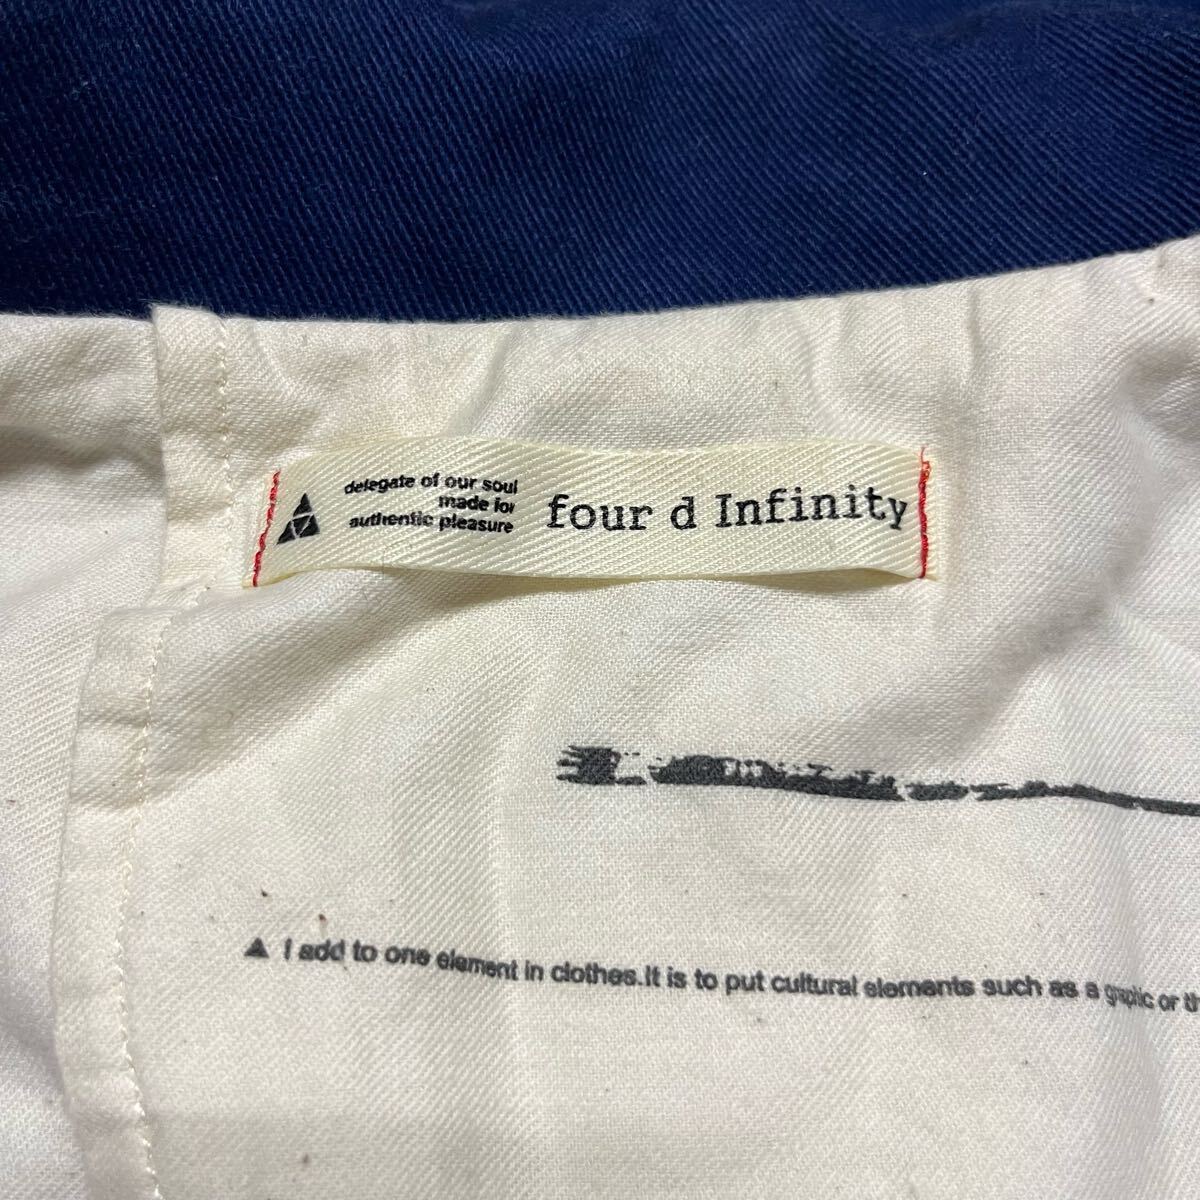 delegate of our soul
made for
authentic pleasure
four d Infinity
▲ I add to one element in clothes.It is to put cultural elements such as a graphic or